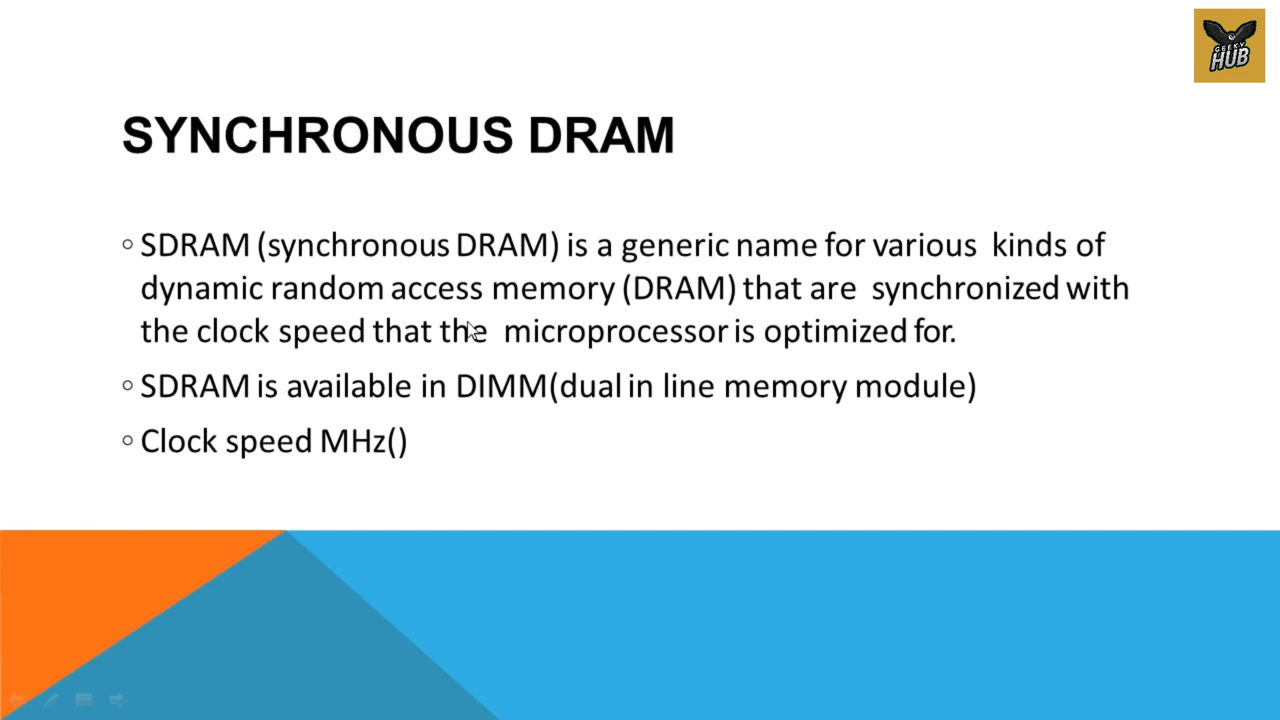 GEEKY
HUB
SYNCHRONOUS DRAM
◦ SDRAM (synchronous DRAM) is a generic name for various kinds of
dynamic random access memory (DRAM) that are synchronized with
the clock speed that the microprocessor is optimized for.
◦ SDRAM is available in DIMM(dual in line memory module)
◦ Clock speed MHz()